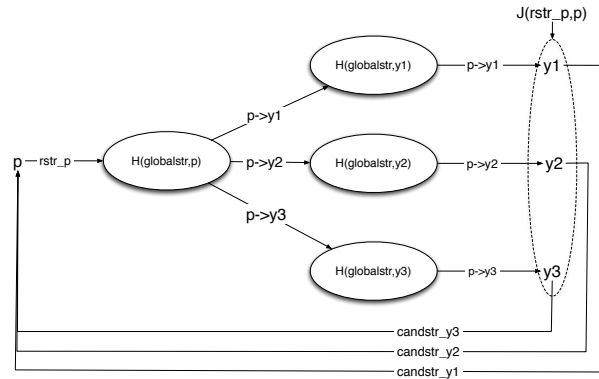 J(rstr_p,p)
H(globalstr,y1)
p->y1
y1
p->y1
p
rstr_p
H(globalstr,p)
p->y2
H(globalstr,y2)
p->y2
y2
p->y3
H(globalstr,y3)
p->y3
y3
candstr_y3
candstr_y2
candstr_y1